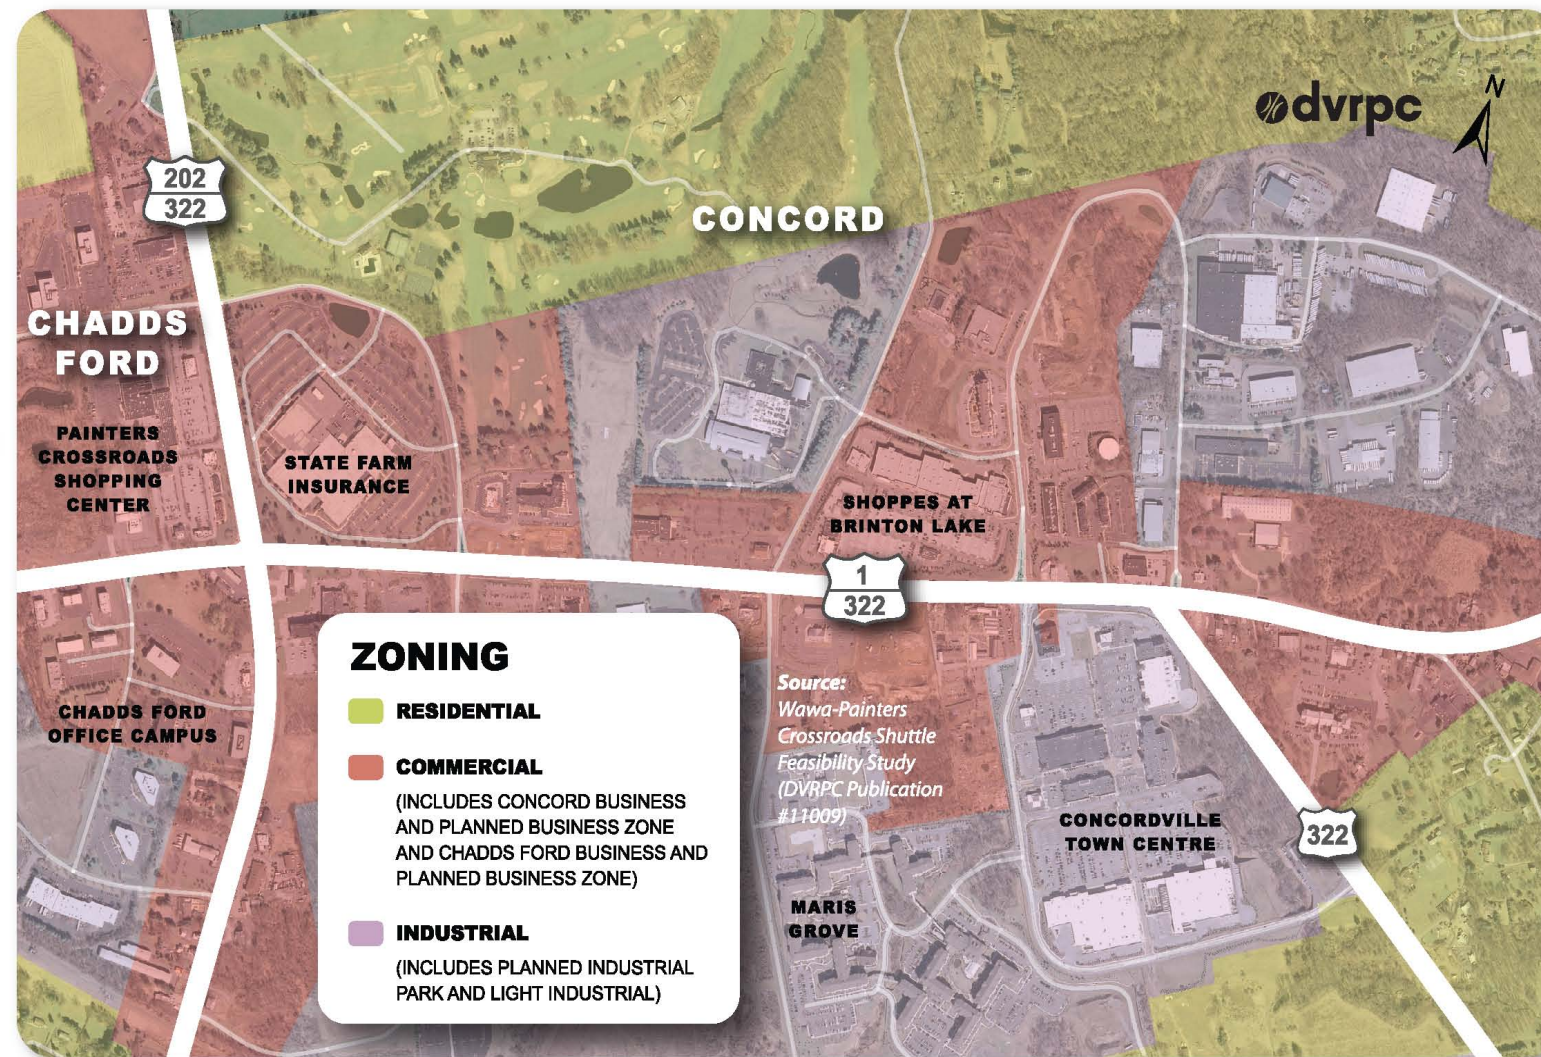 dvrpc
N
202
322
CONCORD
CHADDS
FORD
PAINTERS
CROSSROADS
SHOPPING
CENTER
STATE FARM
INSURANCE
SHOPPES AT
BRINTON LAKE
1
322
CHADDS FORD
OFFICE CAMPUS
ZONING
RESIDENTIAL
COMMERCIAL
(INCLUDES CONCORD BUSINESS
AND PLANNED BUSINESS ZONE
AND CHADDS FORD BUSINESS AND
PLANNED BUSINESS ZONE)
INDUSTRIAL
(INCLUDES PLANNED INDUSTRIAL
PARK AND LIGHT INDUSTRIAL)
Source:
Wawa-Painters
Crossroads Shuttle
Feasibility Study
(DVRPC Publication
#11009)
CONCORDVILLE
TOWN CENTRE
322
MARIS
GROVE